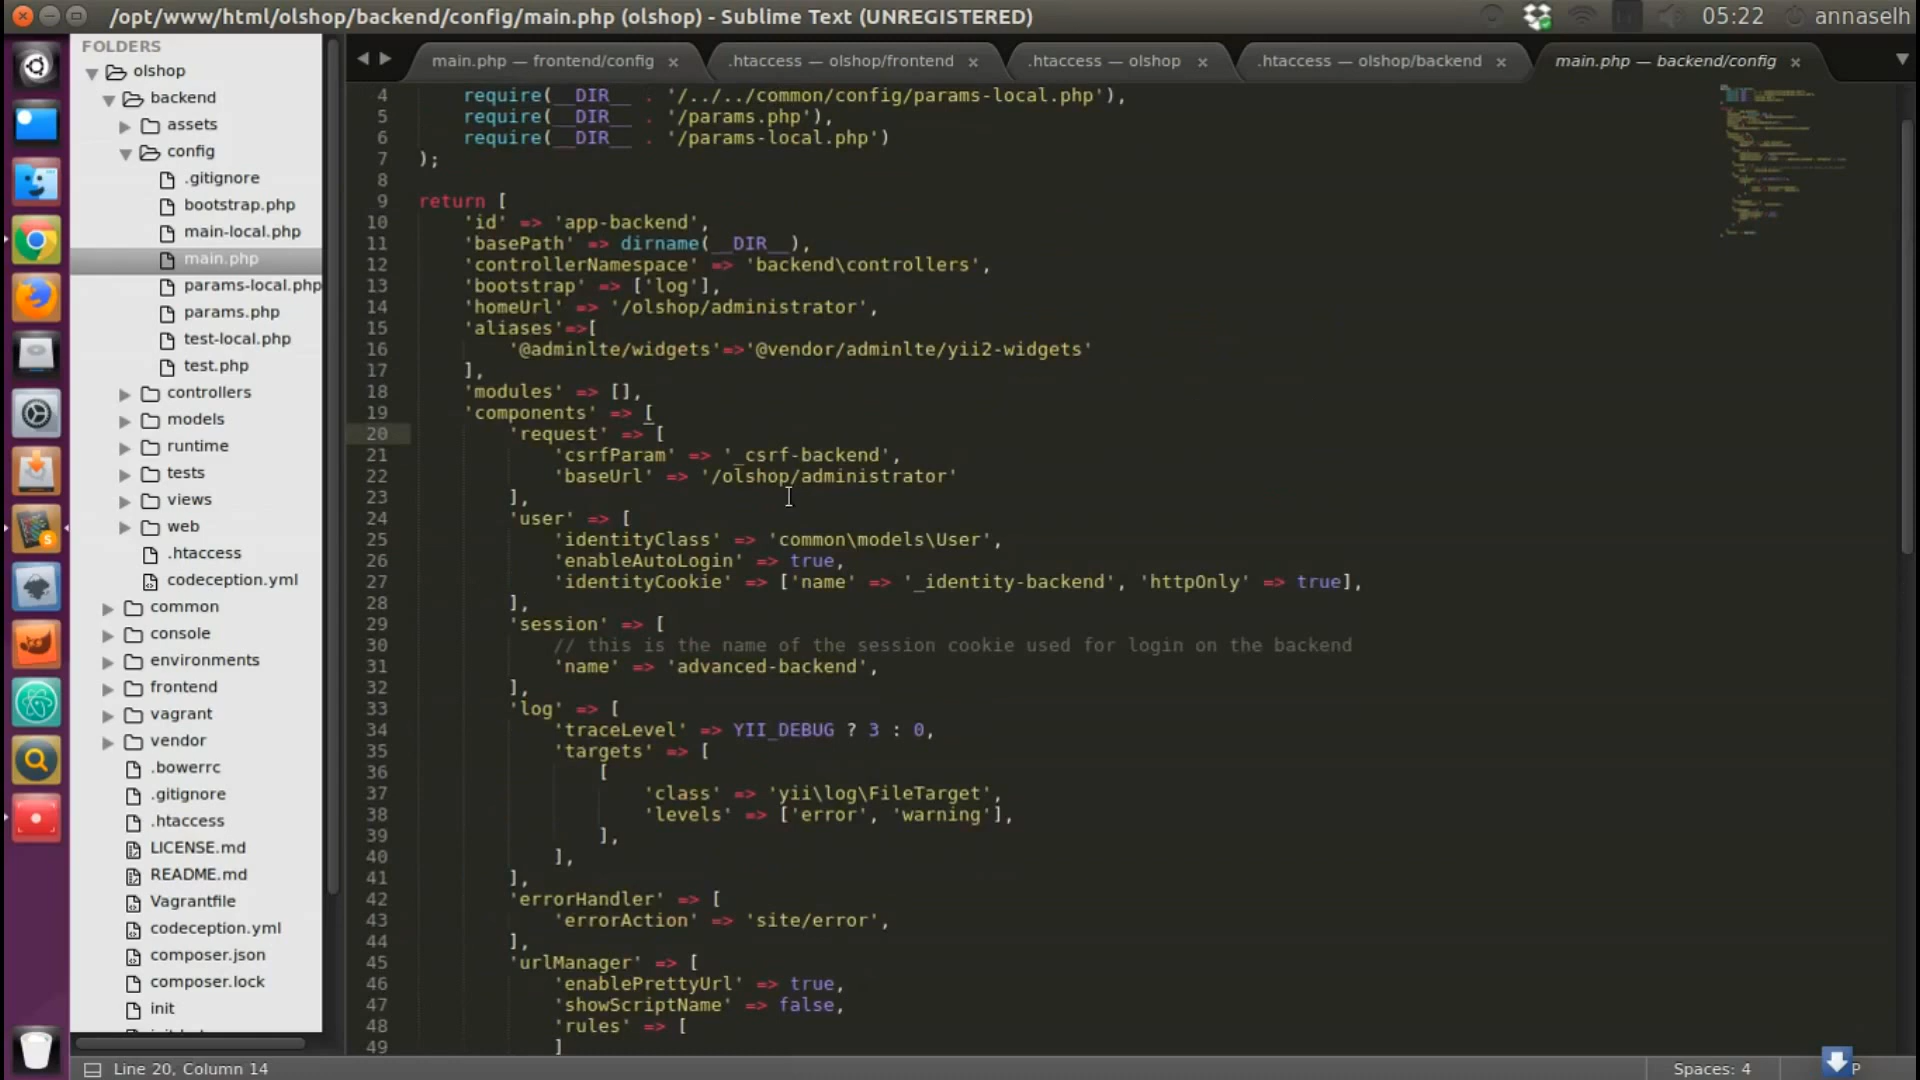 /opt/www/html/olshop/backend/config/main.php (olshop) - Sublime Text (UNREGISTERED)
05:22
annaselh
FOLDERS
olshop
backend
assets
config
.gitignore
bootstrap.php
main-local.php
main.php
params-local.php
params.php
test-local.php
test.php
controllers
models
runtime
tests
views
web
.htaccess
codeception.yml
common
console
environments
frontend
vagrant
vendor
.bowerrc
.gitignore
.htaccess
LICENSE.md
README.md
Vagrantfile
codeception.yml
composer.json
composer.lock
init
main.php — frontend/config
.htaccess — olshop/frontend
.htaccess — olshop
.htaccess — olshop/backend
main.php — backend/config
4 require(__DIR__ . '/../../common/config/params-local.php'),
5 require(__DIR__ . '/params.php'),
6 require(__DIR__ . '/params-local.php')
7 );
8
9 return [
10 'id' => 'app-backend',
11 'basePath' => dirname(__DIR__),
12 'controllerNamespace' => 'backend\controllers',
13 'bootstrap' => ['log'],
14 'homeUrl' => '/olshop/administrator',
15 'aliases'=>[
16 '@adminlte/widgets'=>'@vendor/adminlte/yii2-widgets'
17 ],
18 'modules' => [],
19 'components' => [
20 'request' => [
21 'csrfParam' => '_csrf-backend',
22 'baseUrl' => '/olshop/administrator'
23 ],
24 'user' => [
25 'identityClass' => 'common\models\User',
26 'enableAutoLogin' => true,
27 'identityCookie' => ['name' => '_identity-backend', 'httpOnly' => true],
28 ],
29 'session' => [
30 // this is the name of the session cookie used for login on the backend
31 'name' => 'advanced-backend',
32 ],
33 'log' => [
34 'traceLevel' => YII_DEBUG ? 3 : 0,
35 'targets' => [
36 [
37 'class' => 'yii\log\FileTarget',
38 'levels' => ['error', 'warning'],
39 ],
40 ],
41 ],
42 'errorHandler' => [
43 'errorAction' => 'site/error',
44 ],
45 'urlManager' => [
46 'enablePrettyUrl' => true,
47 'showScriptName' => false,
48 'rules' => [
49 ]
Line 20, Column 14
Spaces: 4